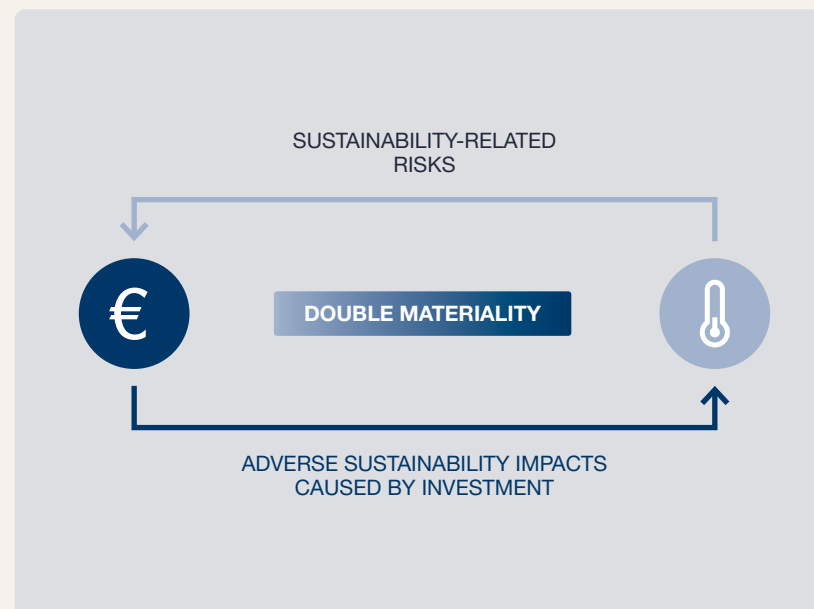 SUSTAINABILITY-RELATED
RISKS
€
DOUBLE MATERIALITY
ADVERSE SUSTAINABILITY IMPACTS
CAUSED BY INVESTMENT